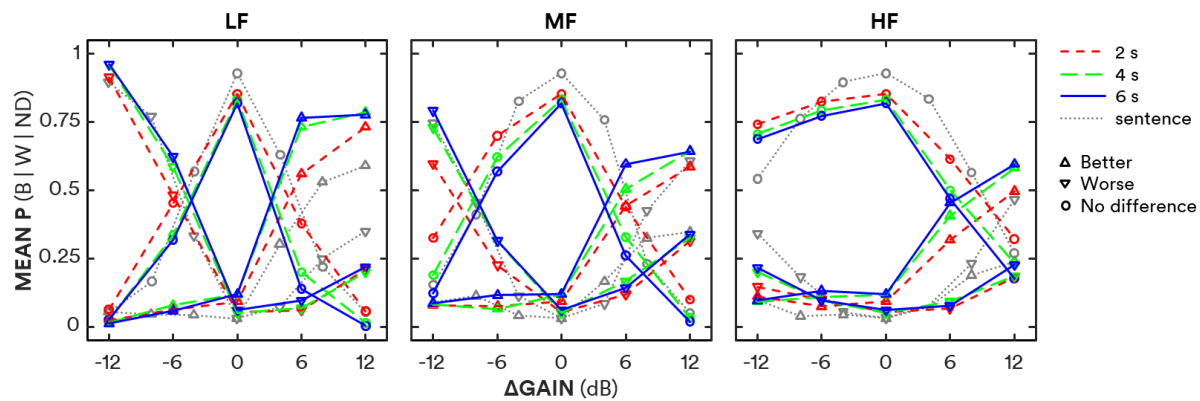 LF MF HF
MEAN P (B | W | ND)
1
0.75
0.5
0.25
0
-12 -6 0 6 12 -12 -6 0 6 12 -12 -6 0 6 12
ΔGAIN (dB)
2 s
4 s
6 s
sentence
Better
Worse
No difference